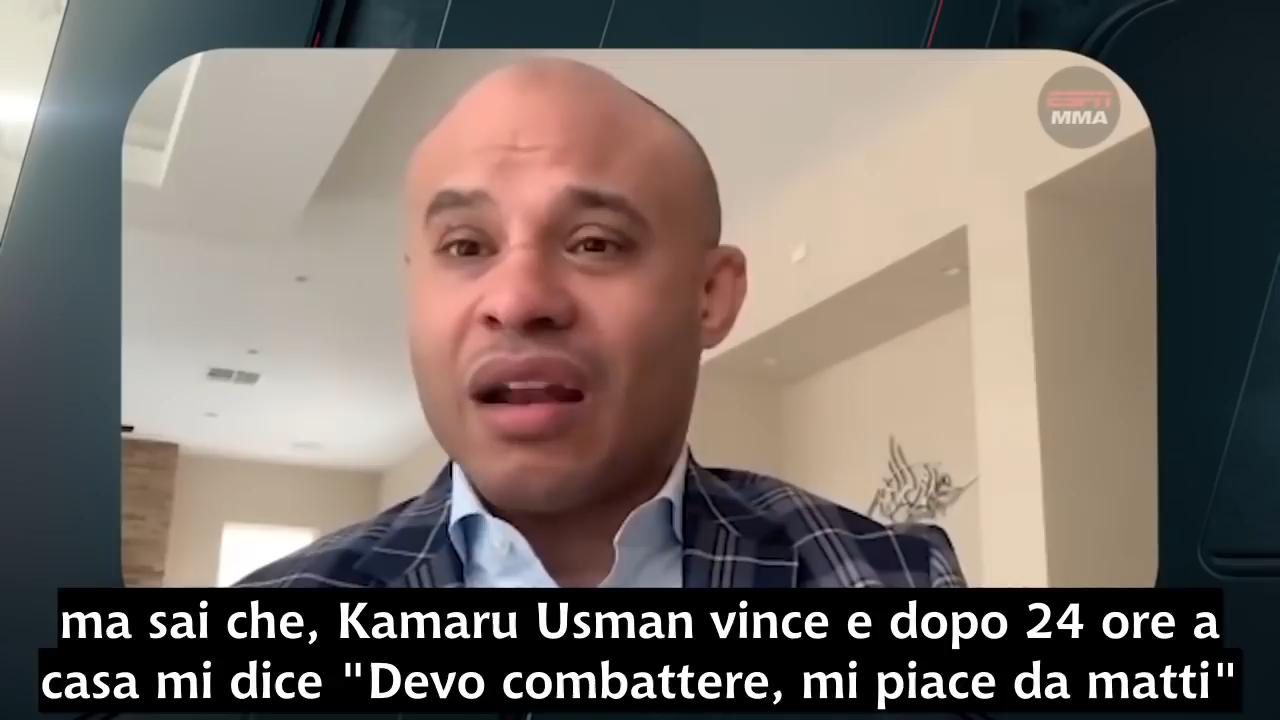 ESPN
MMA
ma sai che, Kamaru Usman vince e dopo 24 ore a
casa mi dice "Devo combattere, mi piace da matti"